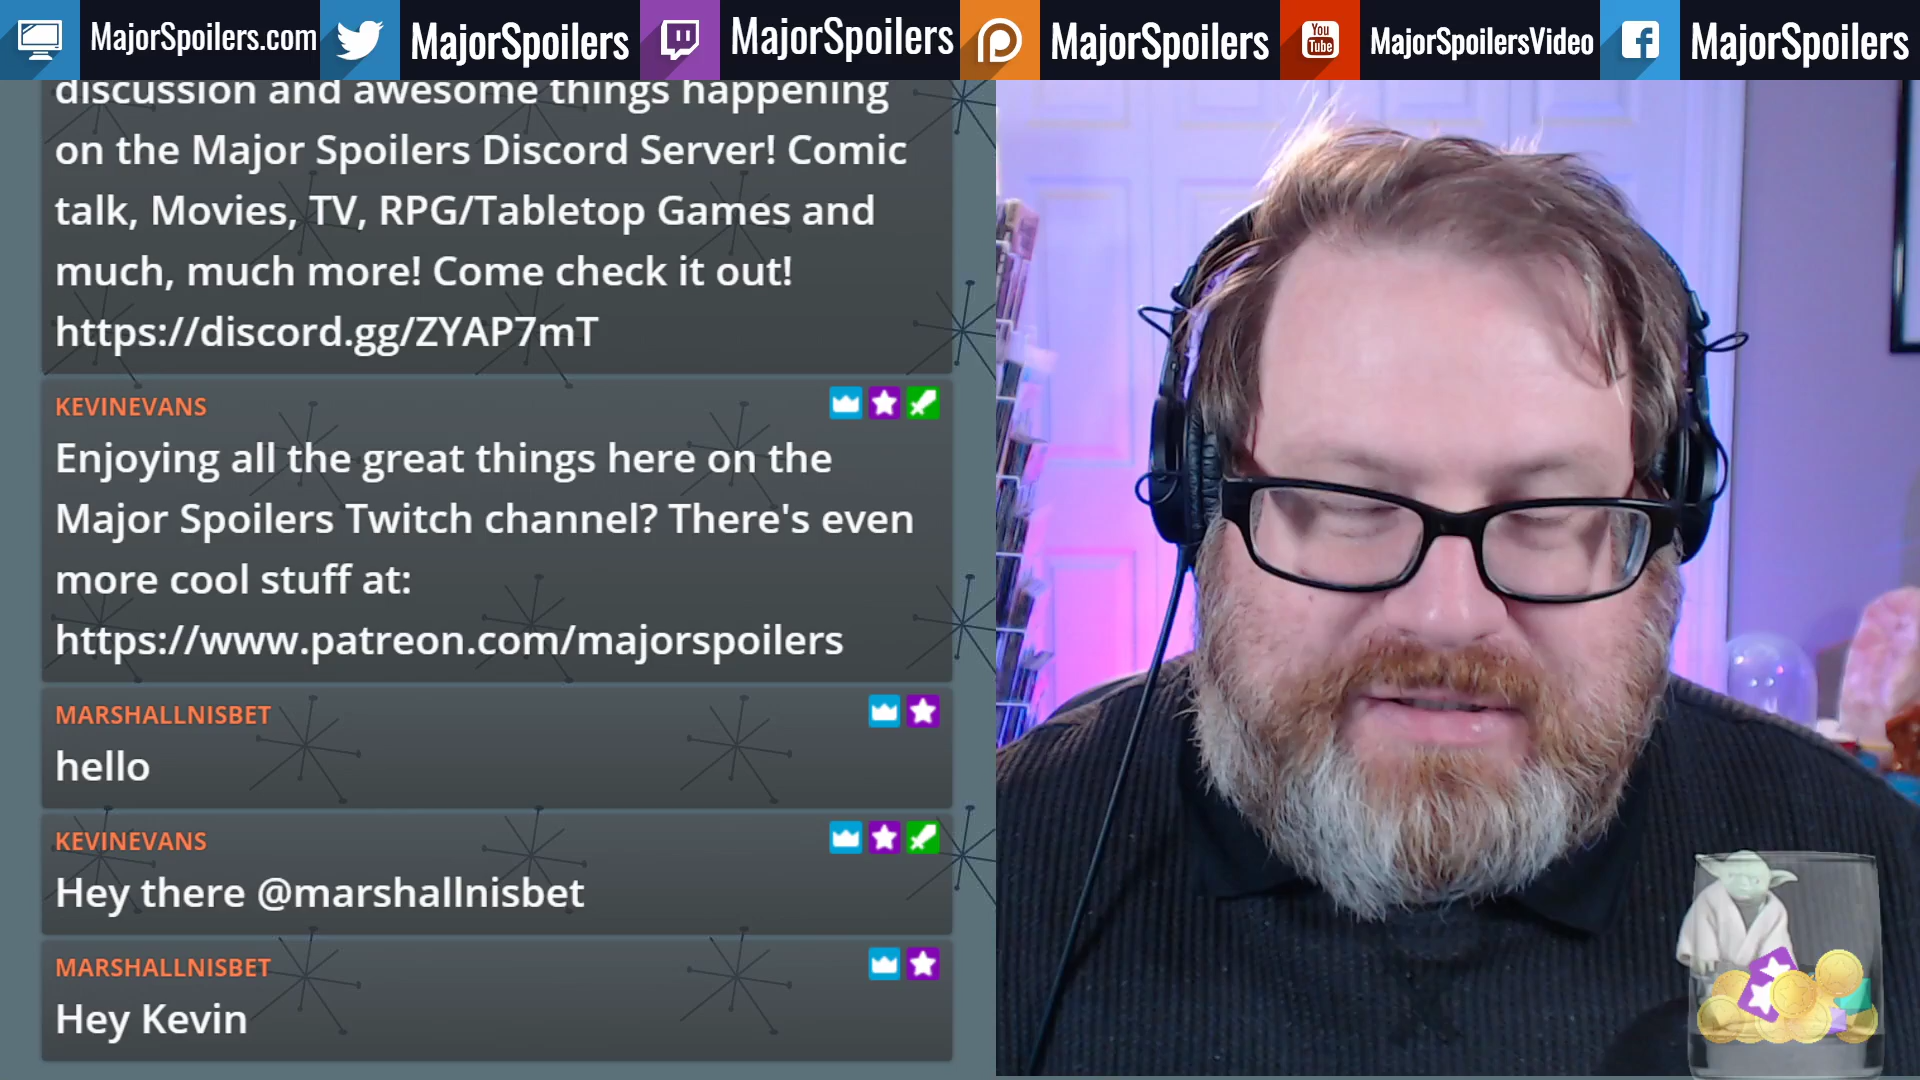 MajorSpoilers.com
MajorSpoilers
MajorSpoilers
MajorSpoilers
You
Tube
MajorSpoilersVideo
MajorSpoilers
discussion and awesome things happening
on the Major Spoilers Discord Server! Comic
talk, Movies, TV, RPG/Tabletop Games and
much, much more! Come check it out!
https://discord.gg/ZYAP7mT
KEVINEVANS
Enjoying all the great things here on the
Major Spoilers Twitch channel? There's even
more cool stuff at:
https://www.patreon.com/majorspoilers
MARSHALLNISBET
hello
KEVINEVANS
Hey there @marshallnisbet
MARSHALLNISBET
Hey Kevin